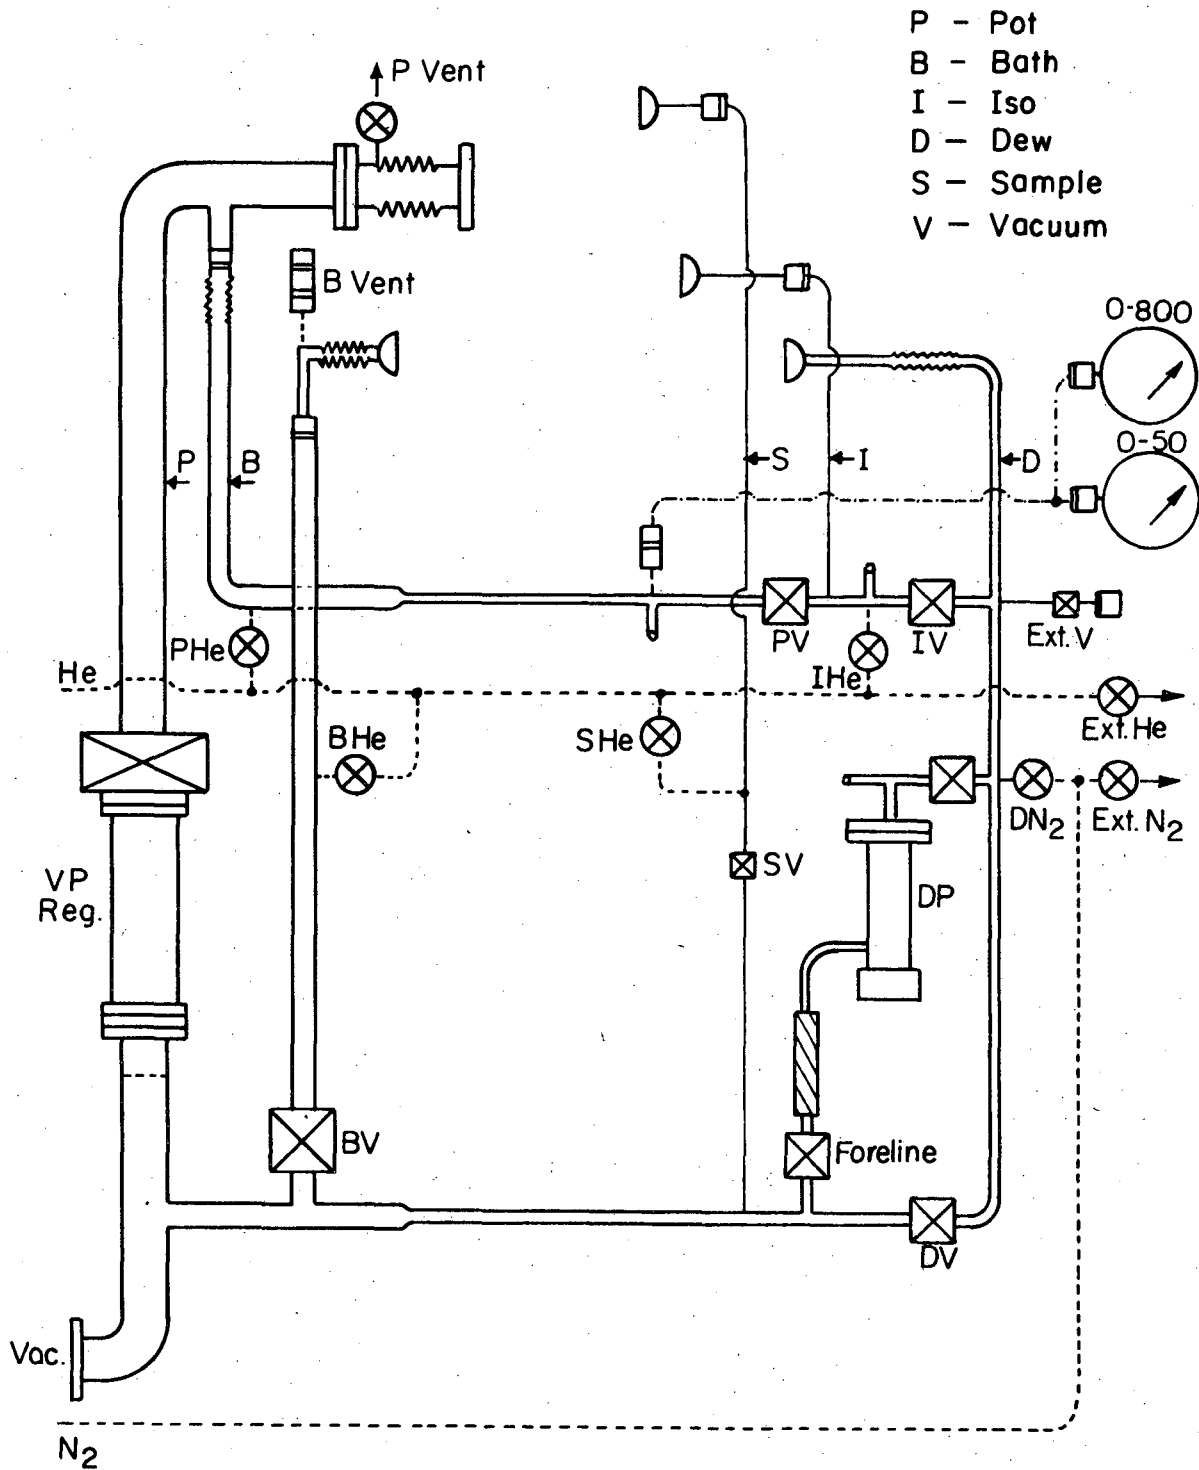 P - Pot
B - Bath
I - Iso
D - Dew
S - Sample
V - Vacuum
P Vent
B Vent
0-800
0-50
P
B
S
I
D
PHe
He
PV
IV
Ext. V
IHe
BHe
SHe
Ext. He
DN2
Ext. N2
VP
Reg.
SV
DP
BV
Foreline
DV
Vac.
N2